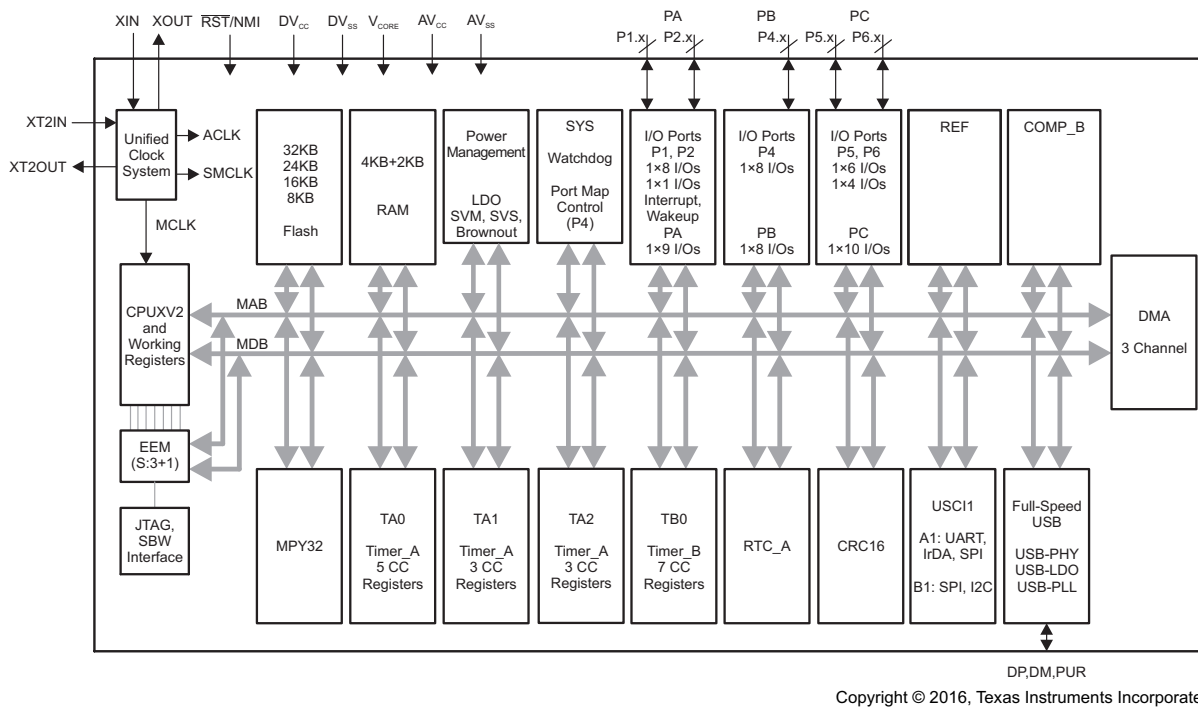 XIN XOUT RST/NMI DVCC DVSS VCORE AVCC AVSS
PA PB PC
P1.x P2.x P4.x P5.x P6.x
XT2IN
XT2OUT
Unified
Clock
System
ACLK
SMCLK
MCLK
32KB
24KB
16KB
8KB
Flash
4KB+2KB
RAM
Power
Management
LDO
SVM, SVS,
Brownout
SYS
Watchdog
Port Map
Control
(P4)
I/O Ports
P1, P2
1×8 I/Os
1×1 I/Os
Interrupt,
Wakeup
PA
1×9 I/Os
I/O Ports
P4
1×8 I/Os
PB
1×8 I/Os
I/O Ports
P5, P6
1×6 I/Os
1×4 I/Os
PC
1×10 I/Os
REF
COMP_B
CPUXV2
and
Working
Registers
MAB
MDB
DMA
3 Channel
EEM
(S:3+1)
JTAG,
SBW
Interface
MPY32
TA0
Timer_A
5 CC
Registers
TA1
Timer_A
3 CC
Registers
TA2
Timer_A
3 CC
Registers
TB0
Timer_B
7 CC
Registers
RTC_A
CRC16
USCI1
A1: UART,
IrDA, SPI
B1: SPI, I2C
Full-Speed
USB
USB-PHY
USB-LDO
USB-PLL
DP,DM,PUR
Copyright © 2016, Texas Instruments Incorporate